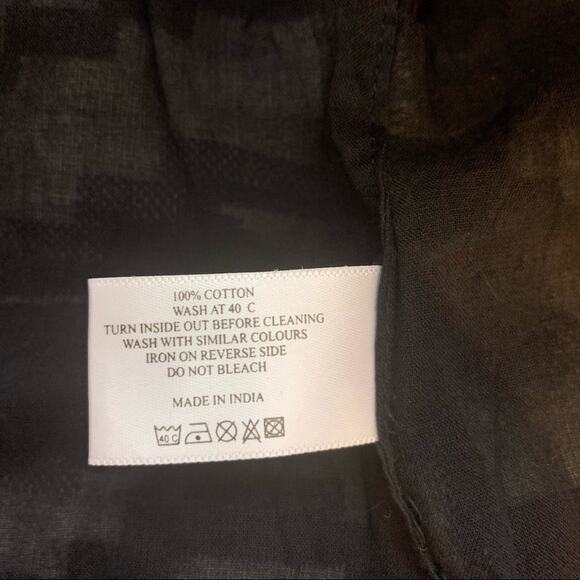 100% COTTON
WASH AT 40 C
TURN INSIDE OUT BEFORE CLEANING
WASH WITH SIMILAR COLOURS
IRON ON REVERSE SIDE
DO NOT BLEACH
MADE IN INDIA
40 C